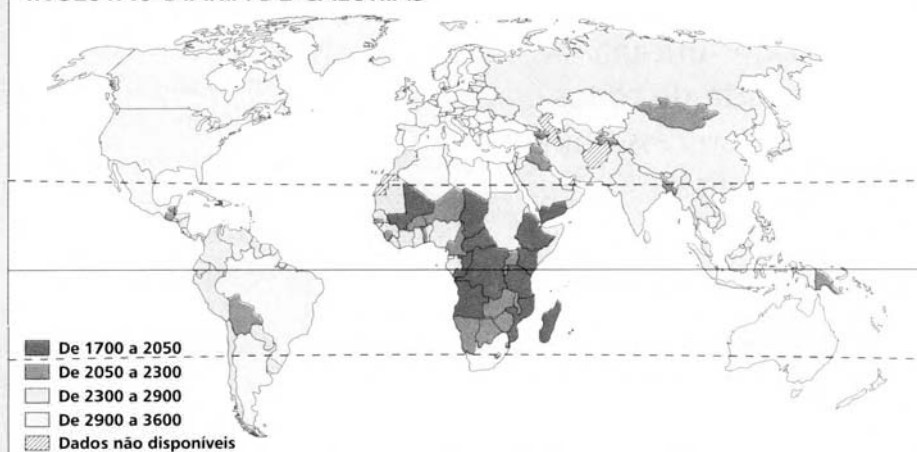 De 1700 a 2050
De 2050 a 2300
De 2300 a 2900
De 2900 a 3600
Dados não disponíveis